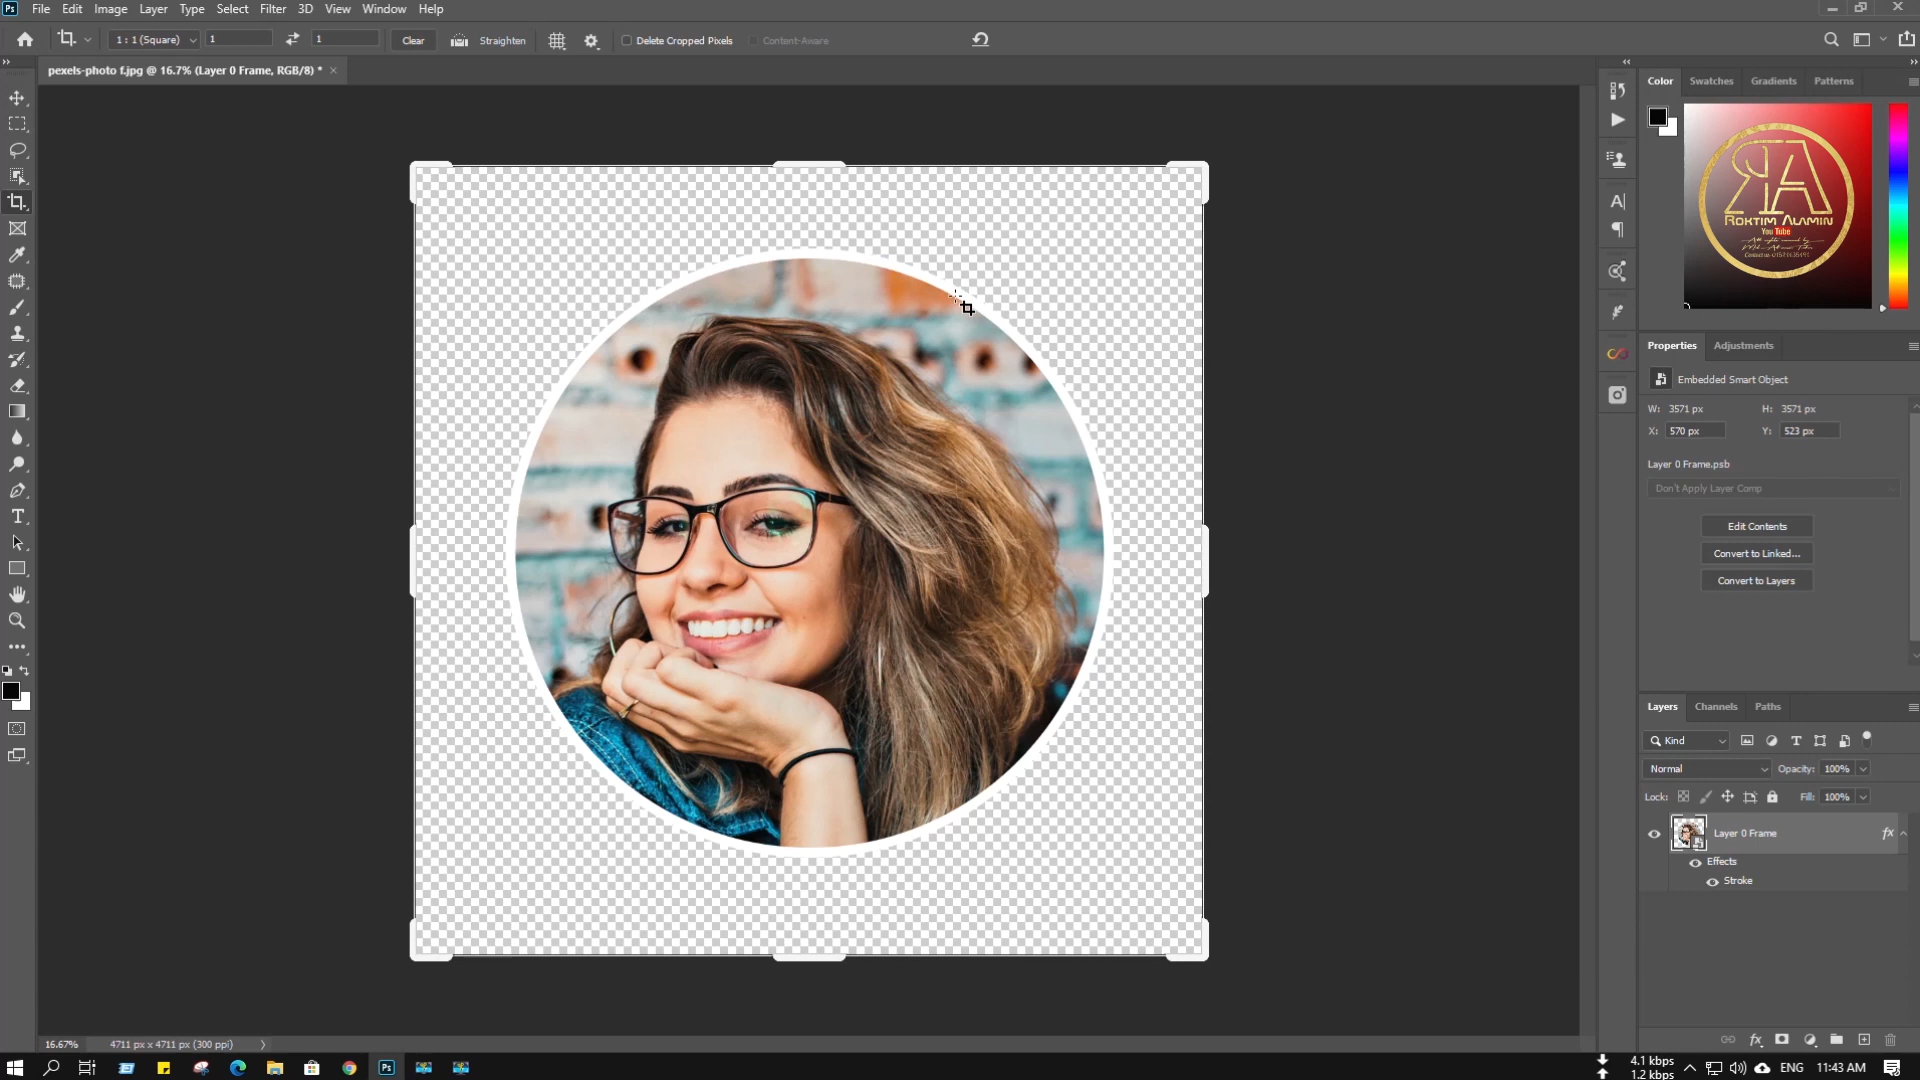 Ps File Edit Image Layer Type Select Filter 3D View Window Help
1 : 1 (Square) 1 1 Clear Straighten Delete Cropped Pixels Content-Aware
pexels-photo f.jpg @ 16.7% (Layer 0 Frame, RGB/8) * ×
Color Swatches Gradients Patterns
RA
ROKTIM ALAMIN
You Tube
Properties Adjustments
Embedded Smart Object
W: 3571 px H: 3571 px
X: 570 px Y: 523 px
Layer 0 Frame.psb
Don't Apply Layer Comp
Edit Contents
Convert to Linked...
Convert to Layers
Layers Channels Paths
Kind
Normal Opacity: 100%
Lock: Fill: 100%
Layer 0 Frame fx
Effects
Stroke
16.67% 4711 px x 4711 px (300 ppi)
fx
Ps 4.1 kbps ENG 11:43 AM
1.2 kbps